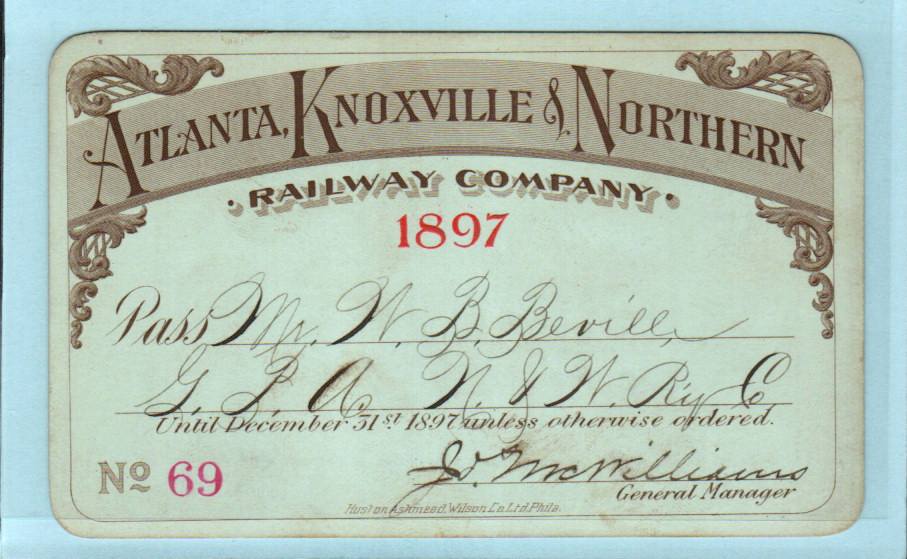 ATLANTA, KNOXVILLE & NORTHERN
RAILWAY COMPANY
1897
Pass Mr. W. B. Beville,
G. P. A. N. & W. Ry. C
Until December 31st 1897 unless otherwise ordered.
No 69
McWilliams
General Manager
Huston Ashmead, Wilson Co. Ltd. Phila.